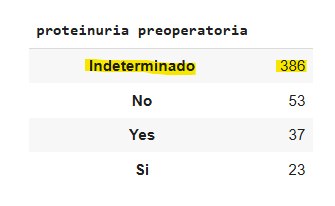 proteinuria preoperatoria
Indeterminado 386
No 53
Yes 37
Si 23